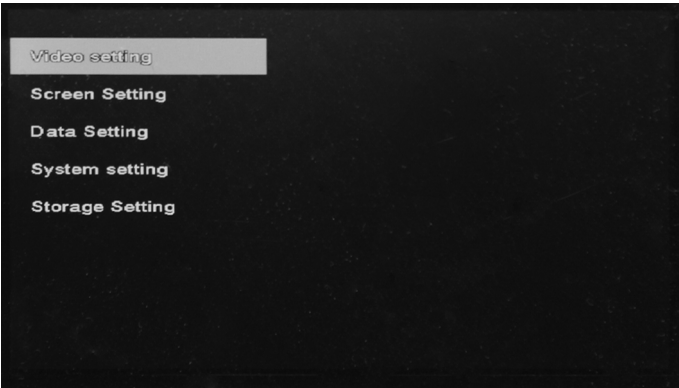 Video setting
Screen Setting
Data Setting
System setting
Storage Setting